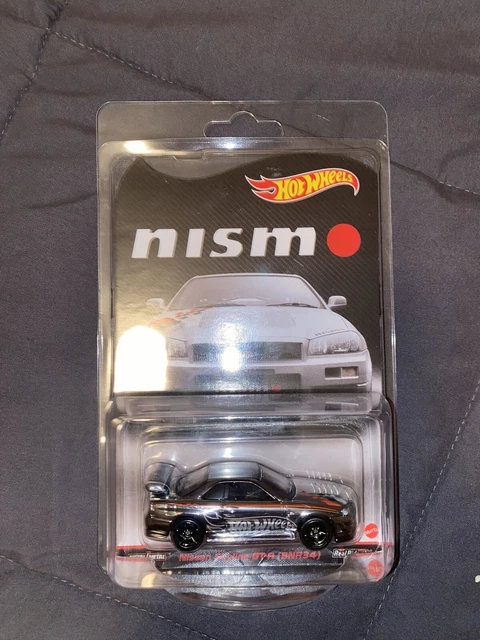 HOT WHEELS
nismo
HOT WHEELS
Nissan Skyline GT-R (BNR34)